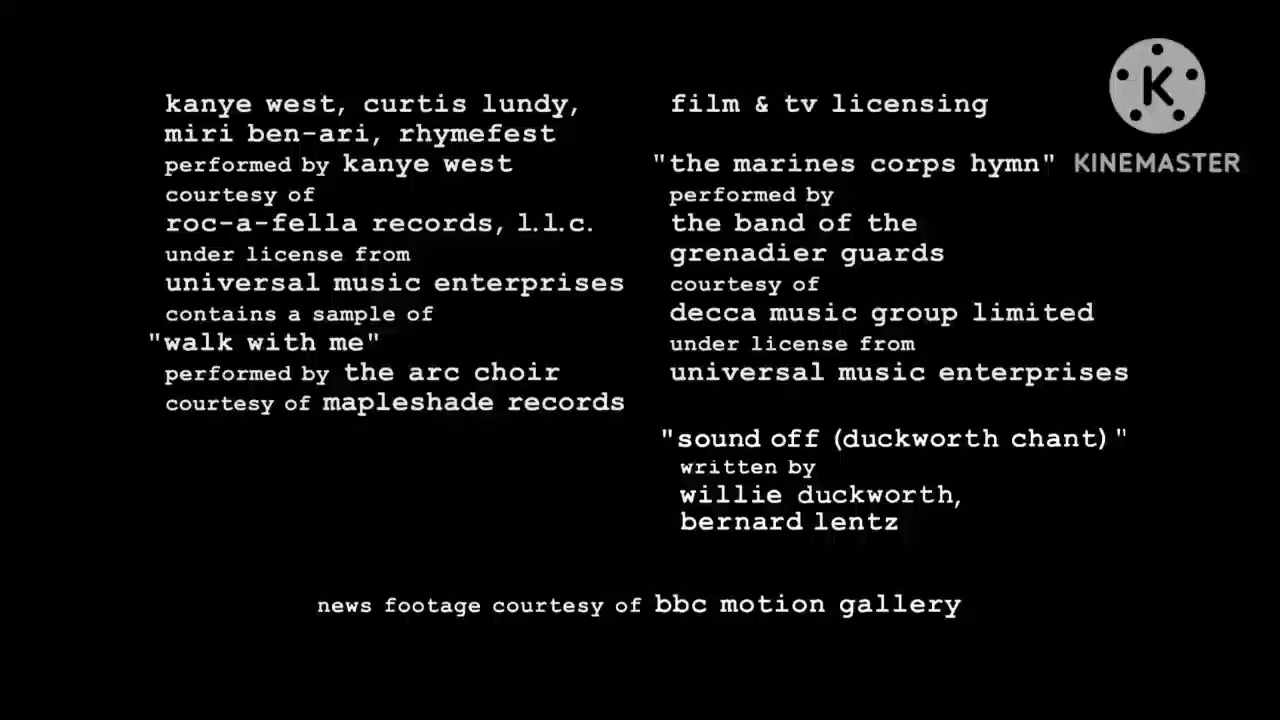 kanye west, curtis lundy,
miri ben-ari, rhymefest
performed by kanye west
courtesy of
roc-a-fella records, l.l.c.
under license from
universal music enterprises
contains a sample of
"walk with me"
performed by the arc choir
courtesy of mapleshade records
film & tv licensing
"the marines corps hymn"
performed by
the band of the
grenadier guards
courtesy of
decca music group limited
under license from
universal music enterprises
"sound off (duckworth chant)"
written by
willie duckworth,
bernard lentz
news footage courtesy of bbc motion gallery
K
KINEMASTER